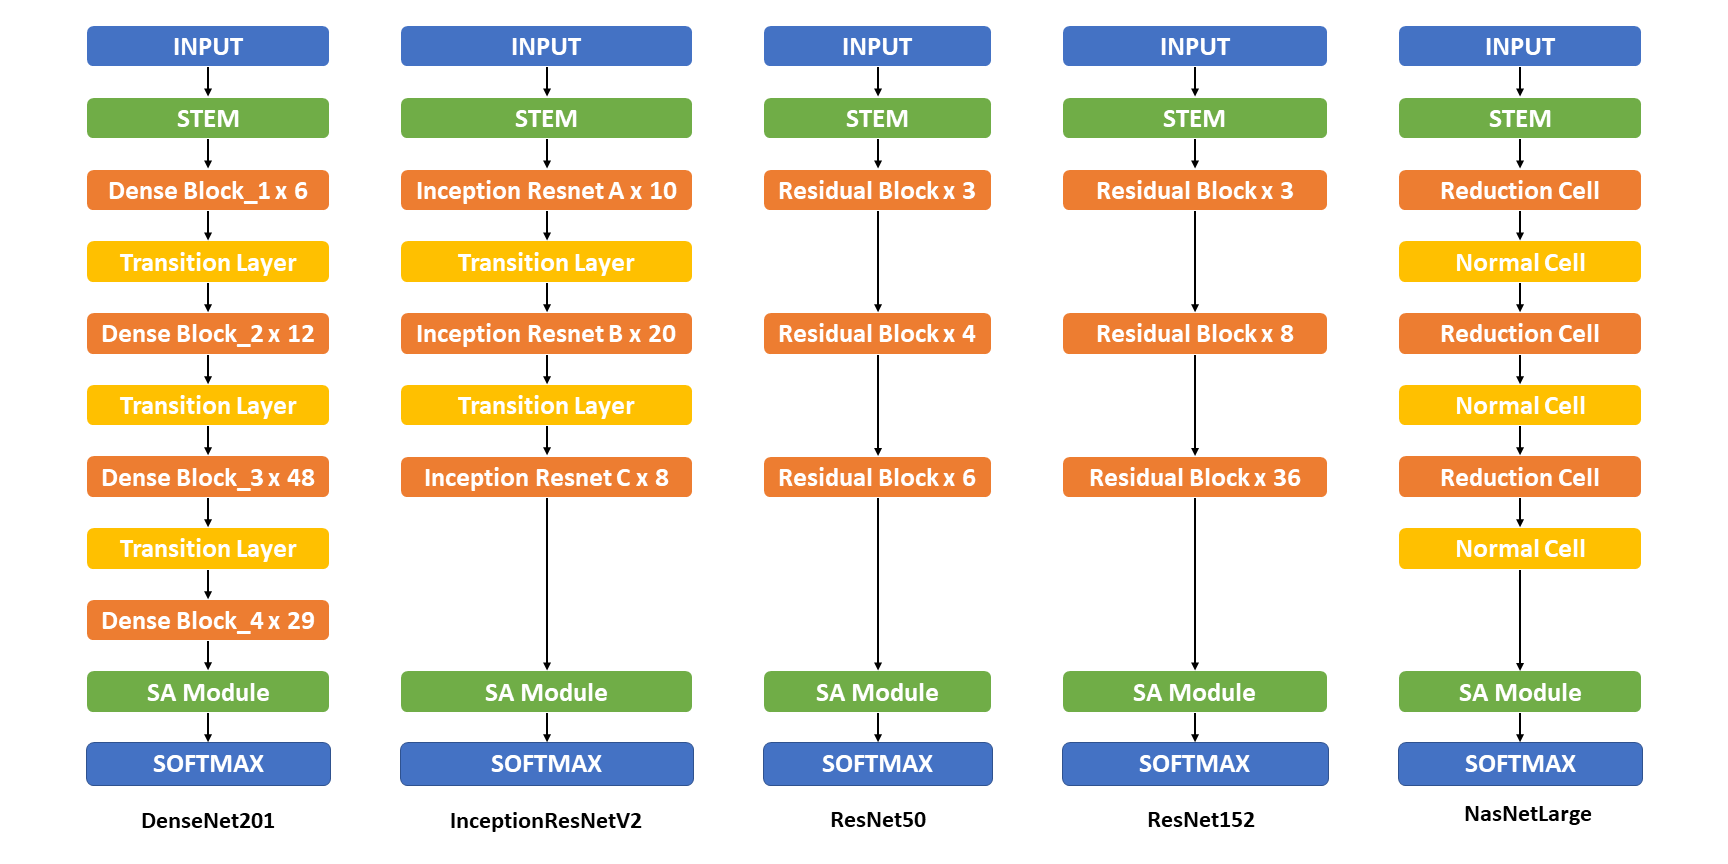 INPUT
STEM
Dense Block_1 x 6
Transition Layer
Dense Block_2 x 12
Transition Layer
Dense Block_3 x 48
Transition Layer
Dense Block_4 x 29
SA Module
SOFTMAX
DenseNet201
INPUT
STEM
Inception Resnet A x 10
Transition Layer
Inception Resnet B x 20
Transition Layer
Inception Resnet C x 8
SA Module
SOFTMAX
InceptionResNetV2
INPUT
STEM
Residual Block x 3
Residual Block x 4
Residual Block x 6
SA Module
SOFTMAX
ResNet50
INPUT
STEM
Residual Block x 3
Residual Block x 8
Residual Block x 36
SA Module
SOFTMAX
ResNet152
INPUT
STEM
Reduction Cell
Normal Cell
Reduction Cell
Normal Cell
Reduction Cell
Normal Cell
SA Module
SOFTMAX
NasNetLarge